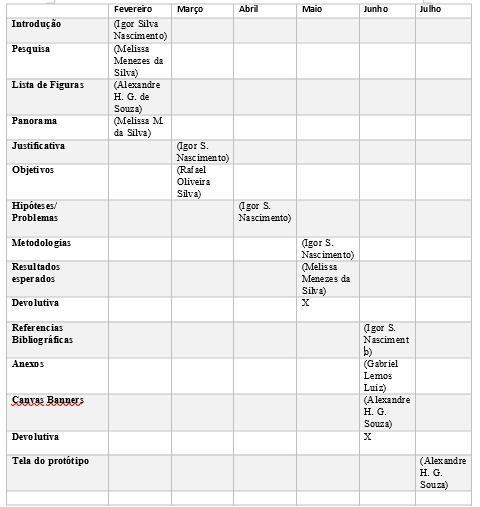 Fevereiro Março Abril Maio Junho Julho
Introdução (Igor Silva
Nascimento)
Pesquisa (Melissa
Menezes da
Silva)
Lista de Figuras (Alexandre
H. G. de
Souza)
Panorama (Melissa M.
da Silva)
Justificativa (Igor S.
Nascimento)
Objetivos (Rafael
Oliveira
Silva)
Hipóteses/ (Igor S.
Problemas Nascimento)
Metodologias (Igor S.
Nascimento)
Resultados (Melissa
esperados Menezes da
Silva)
Devolutiva X
Referencias (Igor S.
Bibliográficas Nasciment
o)
Anexos (Gabriel
Lemos
Luiz)
Canvas Banners (Alexandre
H. G.
Souza)
Devolutiva X
Tela do protótipo (Alexandre
H. G.
Souza)